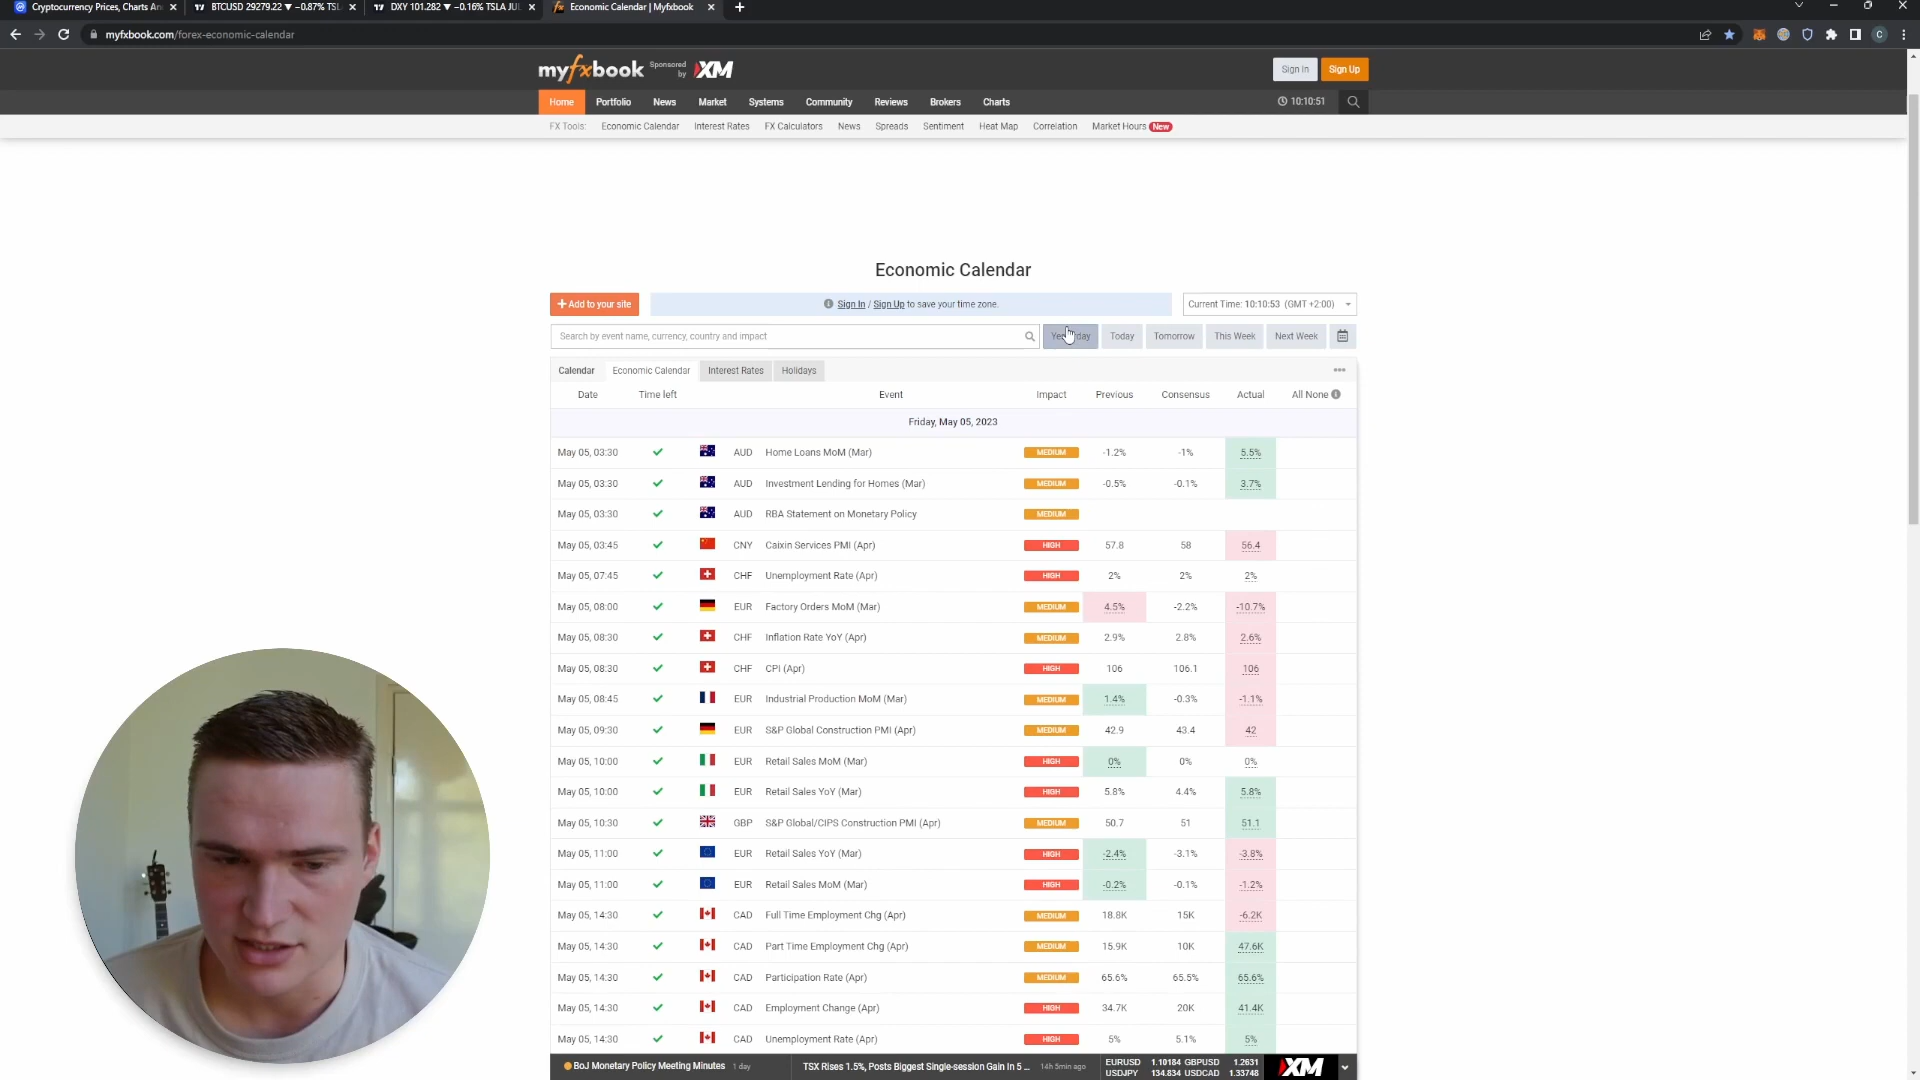 Cryptocurrency Prices, Charts An
BTCUSD 29279.22 ▼ −0.87% TSL
DXY 101.282 ▼ −0.16% TSLA JUL
Economic Calendar | Myfxbook
myfxbook.com/forex-economic-calendar
C
myfxbook Sponsored by XM
Sign In Sign Up
Home Portfolio News Market Systems Community Reviews Brokers Charts 10:10:51
FX Tools: Economic Calendar Interest Rates FX Calculators News Spreads Sentiment Heat Map Correlation Market Hours New
Economic Calendar
+ Add to your site
Sign In / Sign Up to save your time zone.
Current Time: 10:10:53 (GMT +2:00)
Search by event name, currency, country and impact
Today Tomorrow This Week Next Week
Calendar Economic Calendar Interest Rates Holidays
Date Time left Event Impact Previous Consensus Actual All None
Friday, May 05, 2023
May 05, 03:30 AUD Home Loans MoM (Mar) MEDIUM -1.2% -1% 5.5%
May 05, 03:30 AUD Investment Lending for Homes (Mar) MEDIUM -0.5% -0.1% 3.7%
May 05, 03:30 AUD RBA Statement on Monetary Policy MEDIUM
May 05, 03:45 CNY Caixin Services PMI (Apr) HIGH 57.8 58 56.4
May 05, 07:45 CHF Unemployment Rate (Apr) HIGH 2% 2% 2%
May 05, 08:00 EUR Factory Orders MoM (Mar) MEDIUM 4.5% -2.2% -10.7%
May 05, 08:30 CHF Inflation Rate YoY (Apr) MEDIUM 2.9% 2.8% 2.6%
May 05, 08:30 CHF CPI (Apr) HIGH 106 106.1 106
May 05, 08:45 EUR Industrial Production MoM (Mar) MEDIUM 1.4% -0.3% -1.1%
May 05, 09:30 EUR S&P Global Construction PMI (Apr) MEDIUM 42.9 43.4 42
May 05, 10:00 EUR Retail Sales MoM (Mar) HIGH 0% 0% 0%
May 05, 10:00 EUR Retail Sales YoY (Mar) HIGH 5.8% 4.4% 5.8%
May 05, 10:30 GBP S&P Global/CIPS Construction PMI (Apr) MEDIUM 50.7 51 51.1
May 05, 11:00 EUR Retail Sales YoY (Mar) HIGH -2.4% -3.1% -3.8%
May 05, 11:00 EUR Retail Sales MoM (Mar) HIGH -0.2% -0.1% -1.2%
May 05, 14:30 CAD Full Time Employment Chg (Apr) MEDIUM 18.8K 15K -6.2K
May 05, 14:30 CAD Part Time Employment Chg (Apr) MEDIUM 15.9K 10K 47.6K
May 05, 14:30 CAD Participation Rate (Apr) MEDIUM 65.6% 65.5% 65.6%
May 05, 14:30 CAD Employment Change (Apr) HIGH 34.7K 20K 41.4K
May 05, 14:30 CAD Unemployment Rate (Apr) HIGH 5% 5.1% 5%
BoJ Monetary Policy Meeting Minutes 1 day
TSX Rises 1.5%, Posts Biggest Single-session Gain In 5 ... 14h 5min ago
EURUSD 1.10184 GBPUSD 1.2631
USDJPY 134.834 USDCAD 1.33748
XM